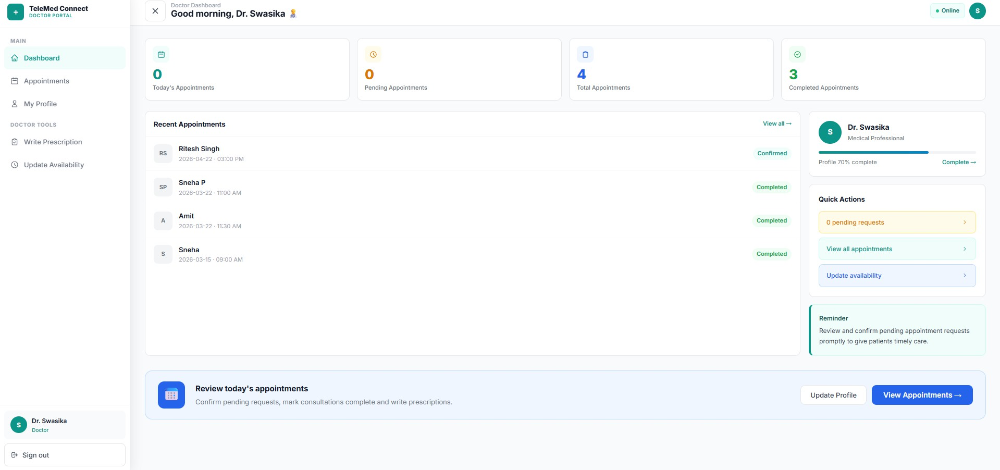 TeleMed Connect
DOCTOR PORTAL
MAIN
Dashboard
Appointments
My Profile
DOCTOR TOOLS
Write Prescription
Update Availability
S
Dr. Swasika
Doctor
Sign out
Doctor Dashboard
Good morning, Dr. Swasika
Online
S
0
Today's Appointments
0
Pending Appointments
4
Total Appointments
3
Completed Appointments
Recent Appointments
View all →
RS
Ritesh Singh
2026-04-22 · 03:00 PM
Confirmed
SP
Sneha P
2026-03-22 · 11:00 AM
Completed
A
Amit
2026-03-22 · 11:30 AM
Completed
S
Sneha
2026-03-15 · 09:00 AM
Completed
S
Dr. Swasika
Medical Professional
Profile 70% complete
Complete →
Quick Actions
0 pending requests
View all appointments
Update availability
Reminder
Review and confirm pending appointment requests
promptly to give patients timely care.
Review today's appointments
Confirm pending requests, mark consultations complete and write prescriptions.
Update Profile
View Appointments →